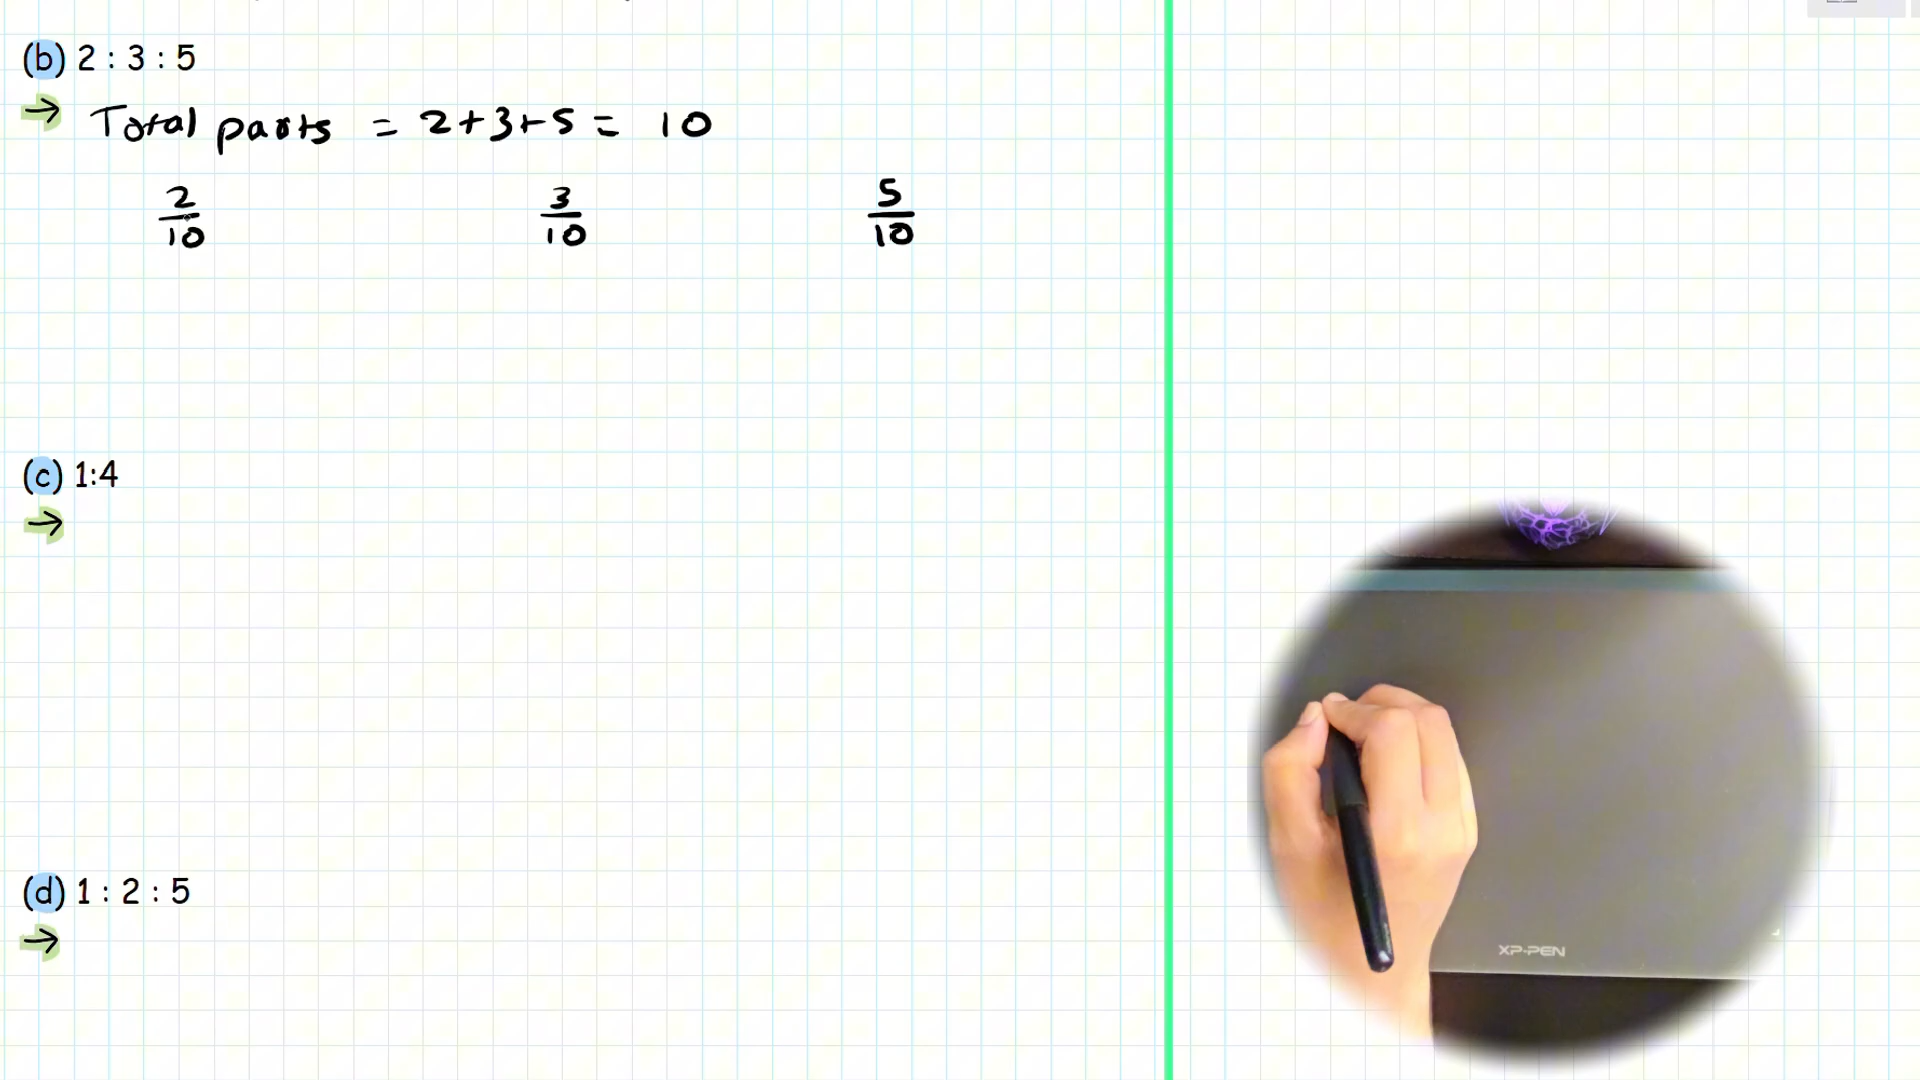 (b) 2 : 3 : 5
→ Total parts = 2+3+5 = 10
2/10 3/10 5/10
(c) 1:4
→
(d) 1 : 2 : 5
→
XP-PEN